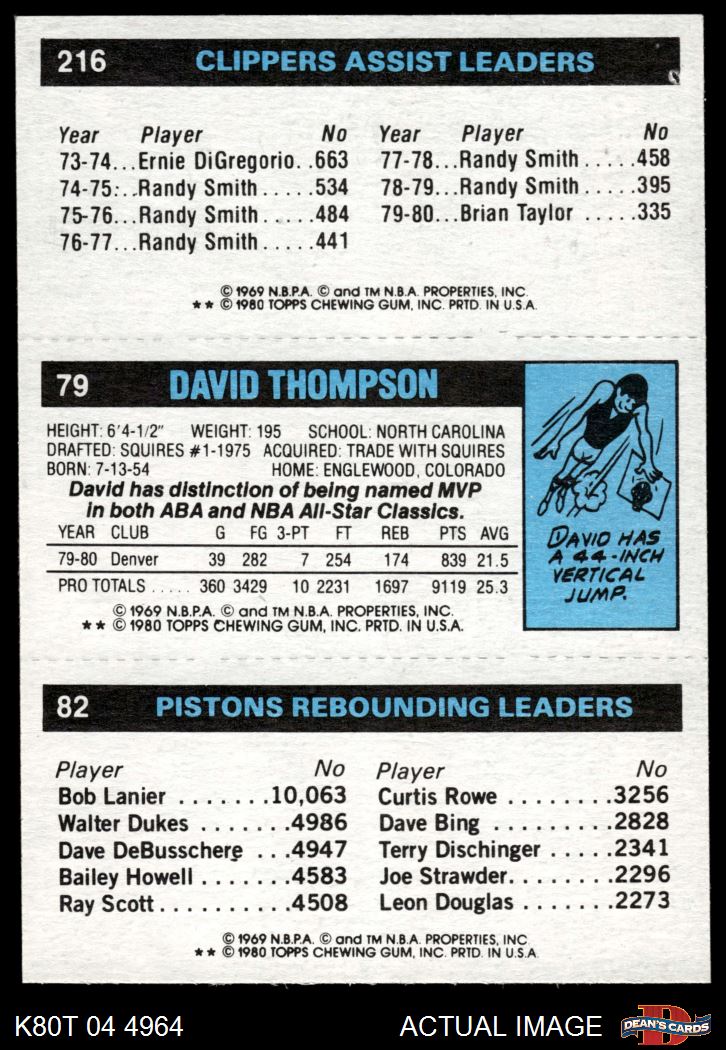 216 CLIPPERS ASSIST LEADERS
Year Player No Year Player No
73-74...Ernie DiGregorio..663 77-78...Randy Smith .....458
74-75:..Randy Smith .....534 78-79...Randy Smith .....395
75-76...Randy Smith .....484 79-80...Brian Taylor .....335
76-77...Randy Smith.....441
© 1969 N.B.P.A. © and TM N.B.A. PROPERTIES, INC.
★★ © 1980 TOPPS CHEWING GUM, INC. PRTD. IN U.S.A.
79 DAVID THOMPSON
HEIGHT: 6'4-1/2" WEIGHT: 195 SCHOOL: NORTH CAROLINA
DRAFTED: SQUIRES #1-1975 ACQUIRED: TRADE WITH SQUIRES
BORN: 7-13-54 HOME: ENGLEWOOD, COLORADO
David has distinction of being named MVP
in both ABA and NBA All-Star Classics.
YEAR CLUB G FG 3-PT FT REB PTS AVG
79-80 Denver 39 282 7 254 174 839 21.5
PRO TOTALS ..... 360 3429 10 2231 1697 9119 25.3
© 1969 N.B.P.A. © and TM N.B.A. PROPERTIES, INC.
★★ © 1980 TOPPS CHEWING GUM, INC. PRTD. IN U.S.A.
DAVID HAS
A 44-INCH
VERTICAL
JUMP.
82 PISTONS REBOUNDING LEADERS
Player No Player No
Bob Lanier .......10,063 Curtis Rowe ........3256
Walter Dukes .......4986 Dave Bing .........2828
Dave DeBusschere ...4947 Terry Dischinger .....2341
Bailey Howell .......4583 Joe Strawder........2296
Ray Scott..........4508 Leon Douglas .......2273
© 1969 N.B.P.A. © and TM N.B.A. PROPERTIES, INC.
★★ © 1980 TOPPS CHEWING GUM, INC. PRTD. IN U.S.A.
K80T 04 4964 ACTUAL IMAGE DEAN'S CARDS